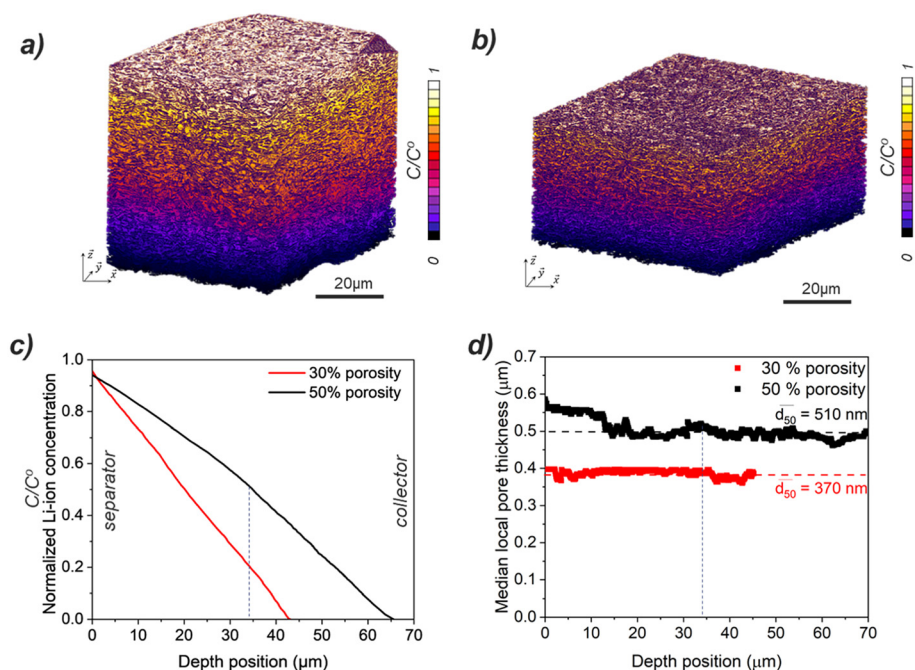 a)
1
C/Cº
0
z
y
x
20µm
b)
1
C/Cº
0
z
y
x
20µm
c)
C/Cº
Normalized Li-ion concentration
1.0
0.8
0.6
0.4
0.2
0.0
30% porosity
50% porosity
separator
collector
0 10 20 30 40 50 60 70
Depth position (µm)
d)
Median local pore thickness (µm)
0.7
0.6
0.5
0.4
0.3
0.2
0.1
0.0
30 % porosity
50 % porosity
d50 = 510 nm
d50 = 370 nm
0 10 20 30 40 50 60 70
Depth position (µm)